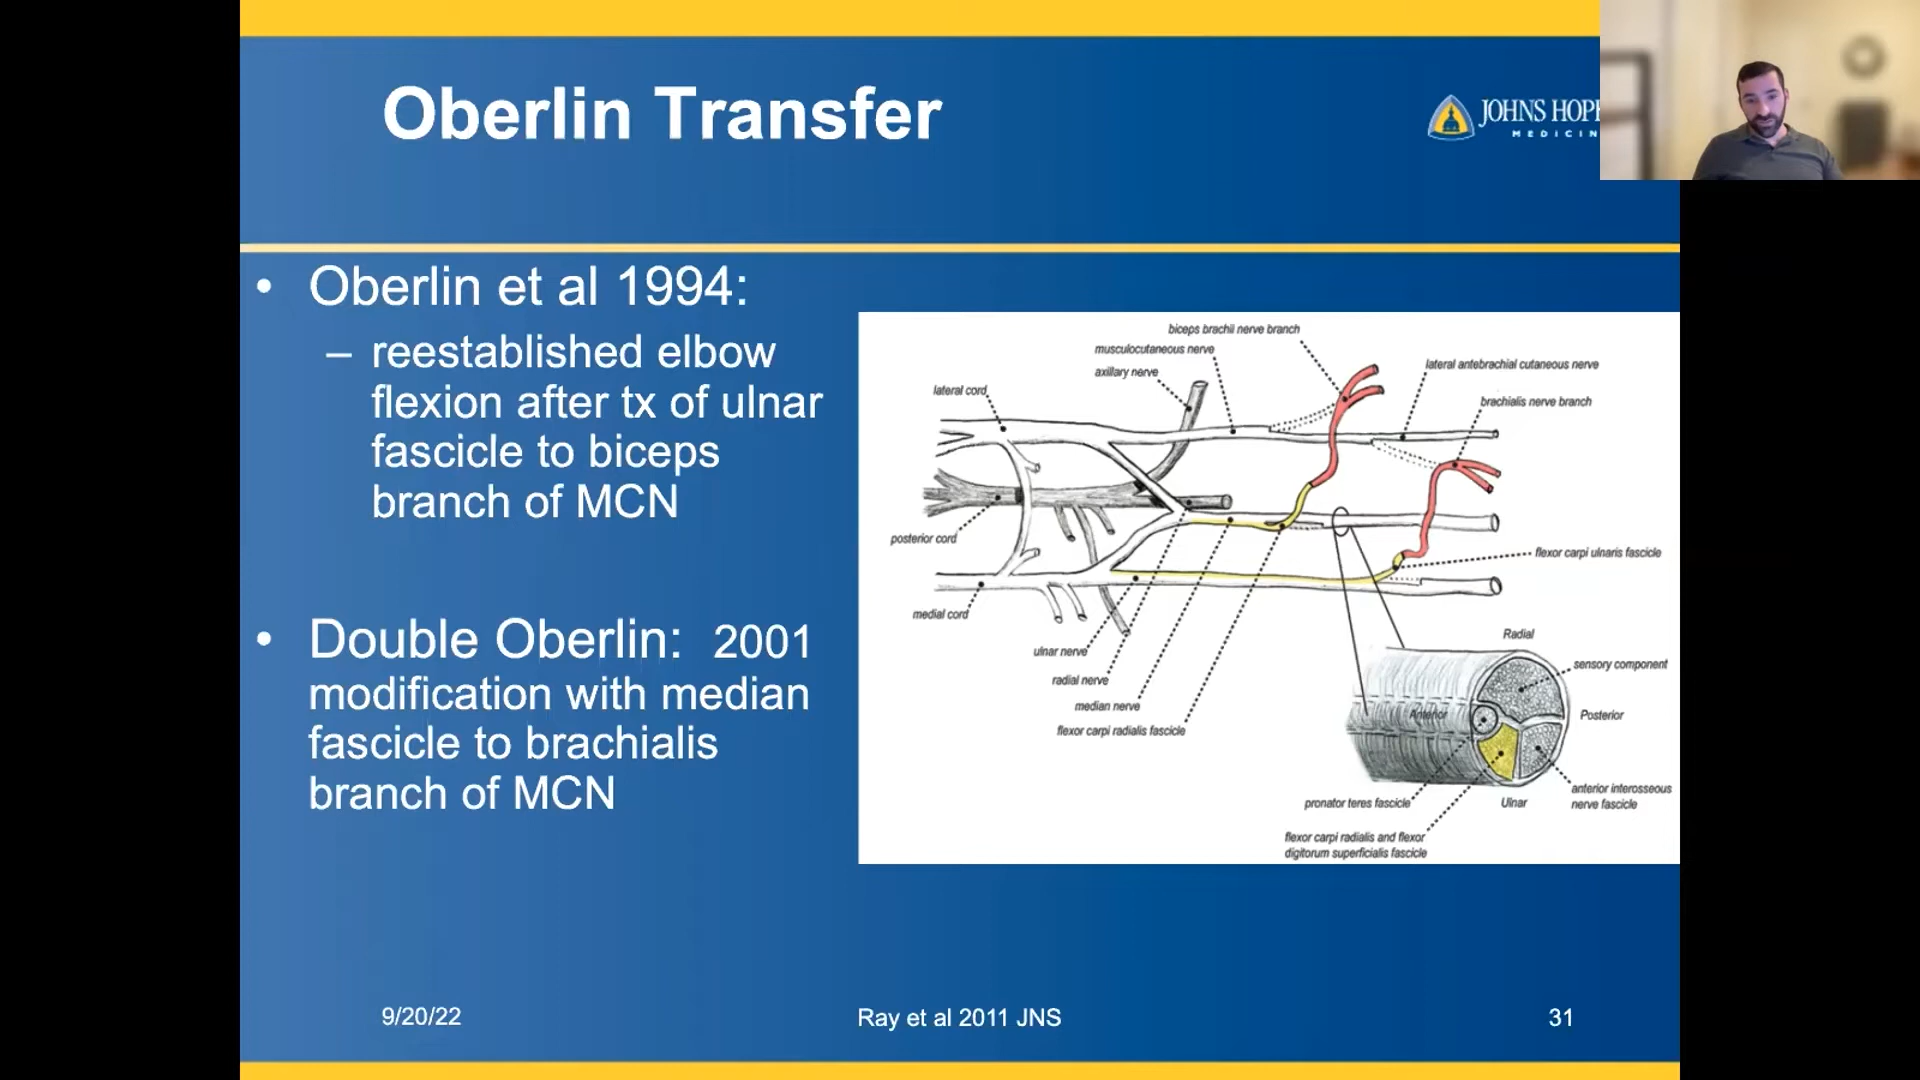 Oberlin Transfer
JOHNS HOP
MEDICIN
• Oberlin et al 1994:
– reestablished elbow
flexion after tx of ulnar
fascicle to biceps
branch of MCN
• Double Oberlin: 2001
modification with median
fascicle to brachialis
branch of MCN
biceps brachii nerve branch
musculocutaneous nerve
axillary nerve
lateral antebrachial cutaneous nerve
lateral cord
brachialis nerve branch
posterior cord
flexor carpi ulnaris fascicle
medial cord
ulnar nerve
radial nerve
median nerve
flexor carpi radialis fascicle
Radial
sensory component
Anterior
Posterior
anterior interosseous
nerve fascicle
pronator teres fascicle
Ulnar
flexor carpi radialis and flexor
digitorum superficialis fascicle
9/20/22
Ray et al 2011 JNS
31